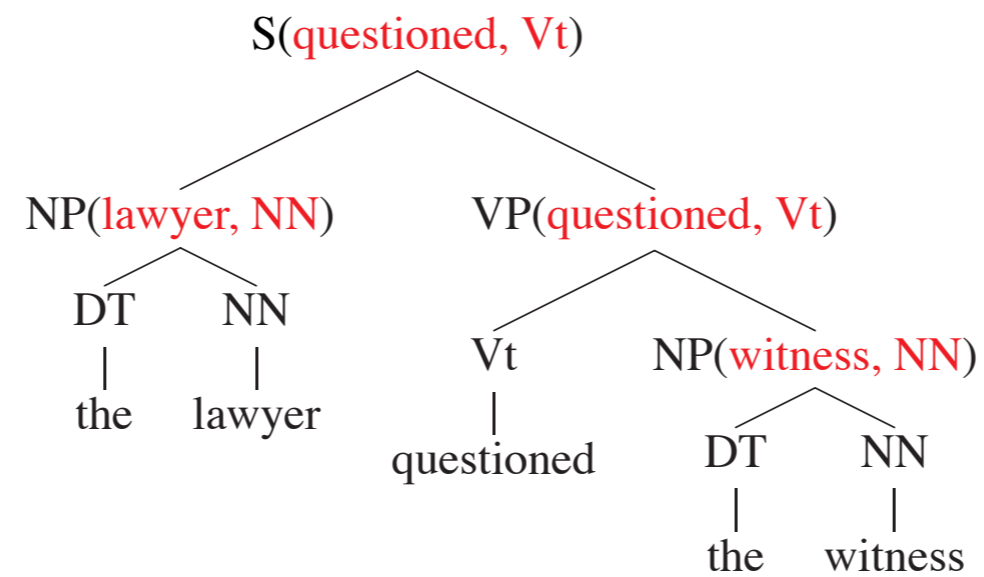 S(questioned, Vt)
NP(lawyer, NN) VP(questioned, Vt)
DT NN
Vt NP(witness, NN)
the lawyer
questioned DT NN
the witness